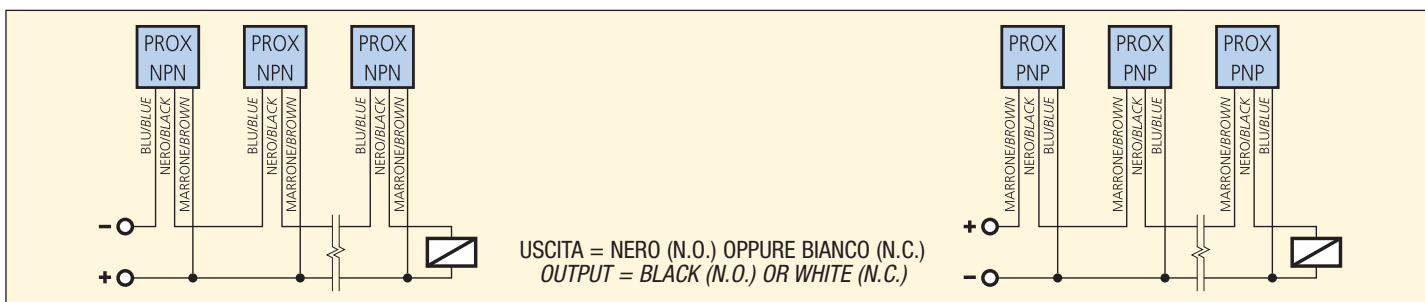 PROX
NPN
PROX
NPN
PROX
NPN
BLU/BLUE
NERO/BLACK
MARRONE/BROWN
BLU/BLUE
NERO/BLACK
MARRONE/BROWN
BLU/BLUE
NERO/BLACK
MARRONE/BROWN
-
+
USCITA = NERO (N.O.) OPPURE BIANCO (N.C.)
OUTPUT = BLACK (N.O.) OR WHITE (N.C.)
PROX
PNP
PROX
PNP
PROX
PNP
MARRONE/BROWN
NERO/BLACK
BLU/BLUE
MARRONE/BROWN
NERO/BLACK
BLU/BLUE
MARRONE/BROWN
NERO/BLACK
BLU/BLUE
+
-